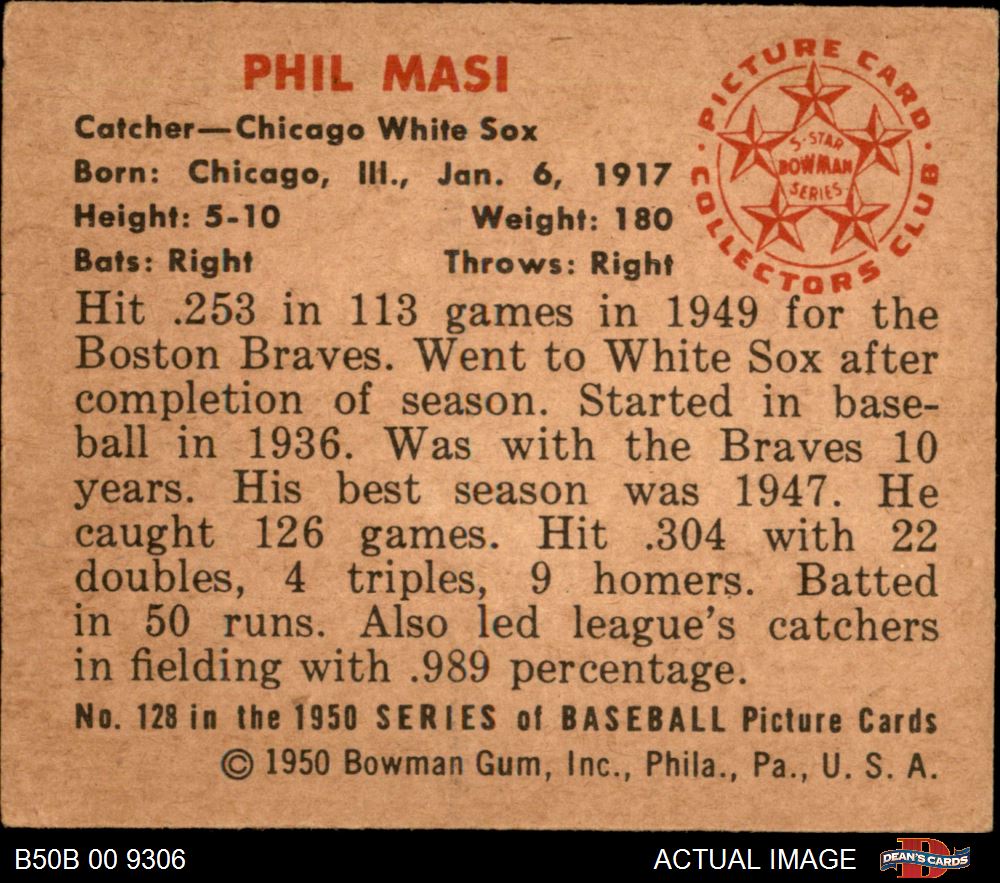 PHIL MASI
Catcher—Chicago White Sox
Born: Chicago, Ill., Jan. 6, 1917
Height: 5-10 Weight: 180
Bats: Right Throws: Right
PICTURE CARD
COLLECTORS CLUB
5-STAR
BOWMAN
SERIES
Hit .253 in 113 games in 1949 for the
Boston Braves. Went to White Sox after
completion of season. Started in base-
ball in 1936. Was with the Braves 10
years. His best season was 1947. He
caught 126 games. Hit .304 with 22
doubles, 4 triples, 9 homers. Batted
in 50 runs. Also led league's catchers
in fielding with .989 percentage.
No. 128 in the 1950 SERIES of BASEBALL Picture Cards
© 1950 Bowman Gum, Inc., Phila., Pa., U. S. A.
B50B 00 9306
ACTUAL IMAGE
DEAN'S CARDS